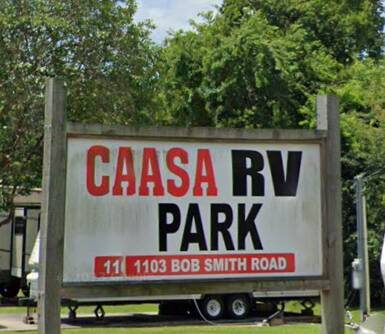 CAASA RV
PARK
1103 BOB SMITH ROAD